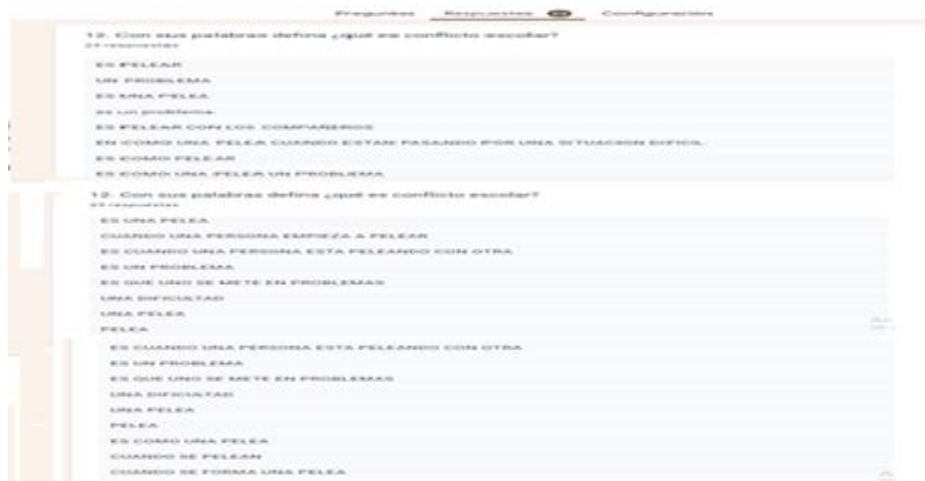 Preguntas Respuestas Configuración
12. Con sus palabras defina ¿qué es conflicto escolar?
respuestas
ES PELEAR
UN PROBLEMA
ES UNA PELEA
es un problema
ES PELEAR CON LOS COMPAÑEROS
EN COMO UNA PELEA CUANDO ESTAN PASANDO POR UNA SITUACION DIFICIL
ES COMO PELEAR
ES COMO UNA PELEA UN PROBLEMA
12. Con sus palabras defina ¿qué es conflicto escolar?
respuestas
ES UNA PELEA
CUANDO UNA PERSONA EMPIEZA A PELEAR
ES CUANDO UNA PERSONA ESTA PELEANDO CON OTRA
ES UN PROBLEMA
ES QUE UNO SE METE EN PROBLEMAS
UNA DIFICULTAD
UNA PELEA
PELEA
ES CUANDO UNA PERSONA ESTA PELEANDO CON OTRA
ES UN PROBLEMA
ES QUE UNO SE METE EN PROBLEMAS
UNA DIFICULTAD
UNA PELEA
PELEA
ES COMO UNA PELEA
CUANDO SE PELEAN
CUANDO SE FORMA UNA PELEA